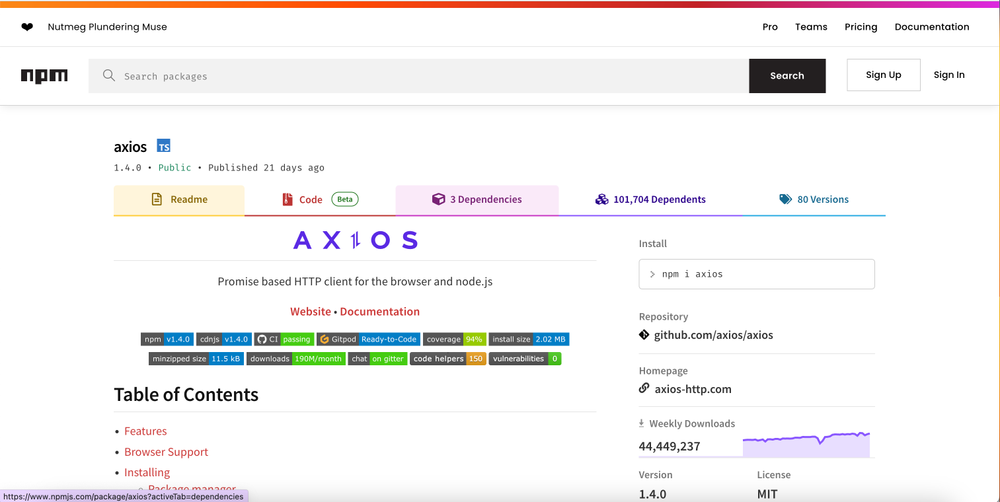 Nutmeg Plundering Muse
Pro Teams Pricing Documentation
npm
Search packages
Search
Sign Up
Sign In
axios TS
1.4.0 • Public • Published 21 days ago
Readme
Code Beta
3 Dependencies
101,704 Dependents
80 Versions
AXIOS
Promise based HTTP client for the browser and node.js
Website • Documentation
npm v1.4.0 cdnjs v1.4.0 CI passing Gitpod Ready-to-Code coverage 94% install size 2.02 MB
minzipped size 11.5 kB downloads 190M/month chat on gitter code helpers 150 vulnerabilities 0
Table of Contents
• Features
• Browser Support
• Installing
◦ Package manager
Install
> npm i axios
Repository
github.com/axios/axios
Homepage
axios-http.com
Weekly Downloads
44,449,237
Version License
1.4.0 MIT
https://www.npmjs.com/package/axios?activeTab=dependencies